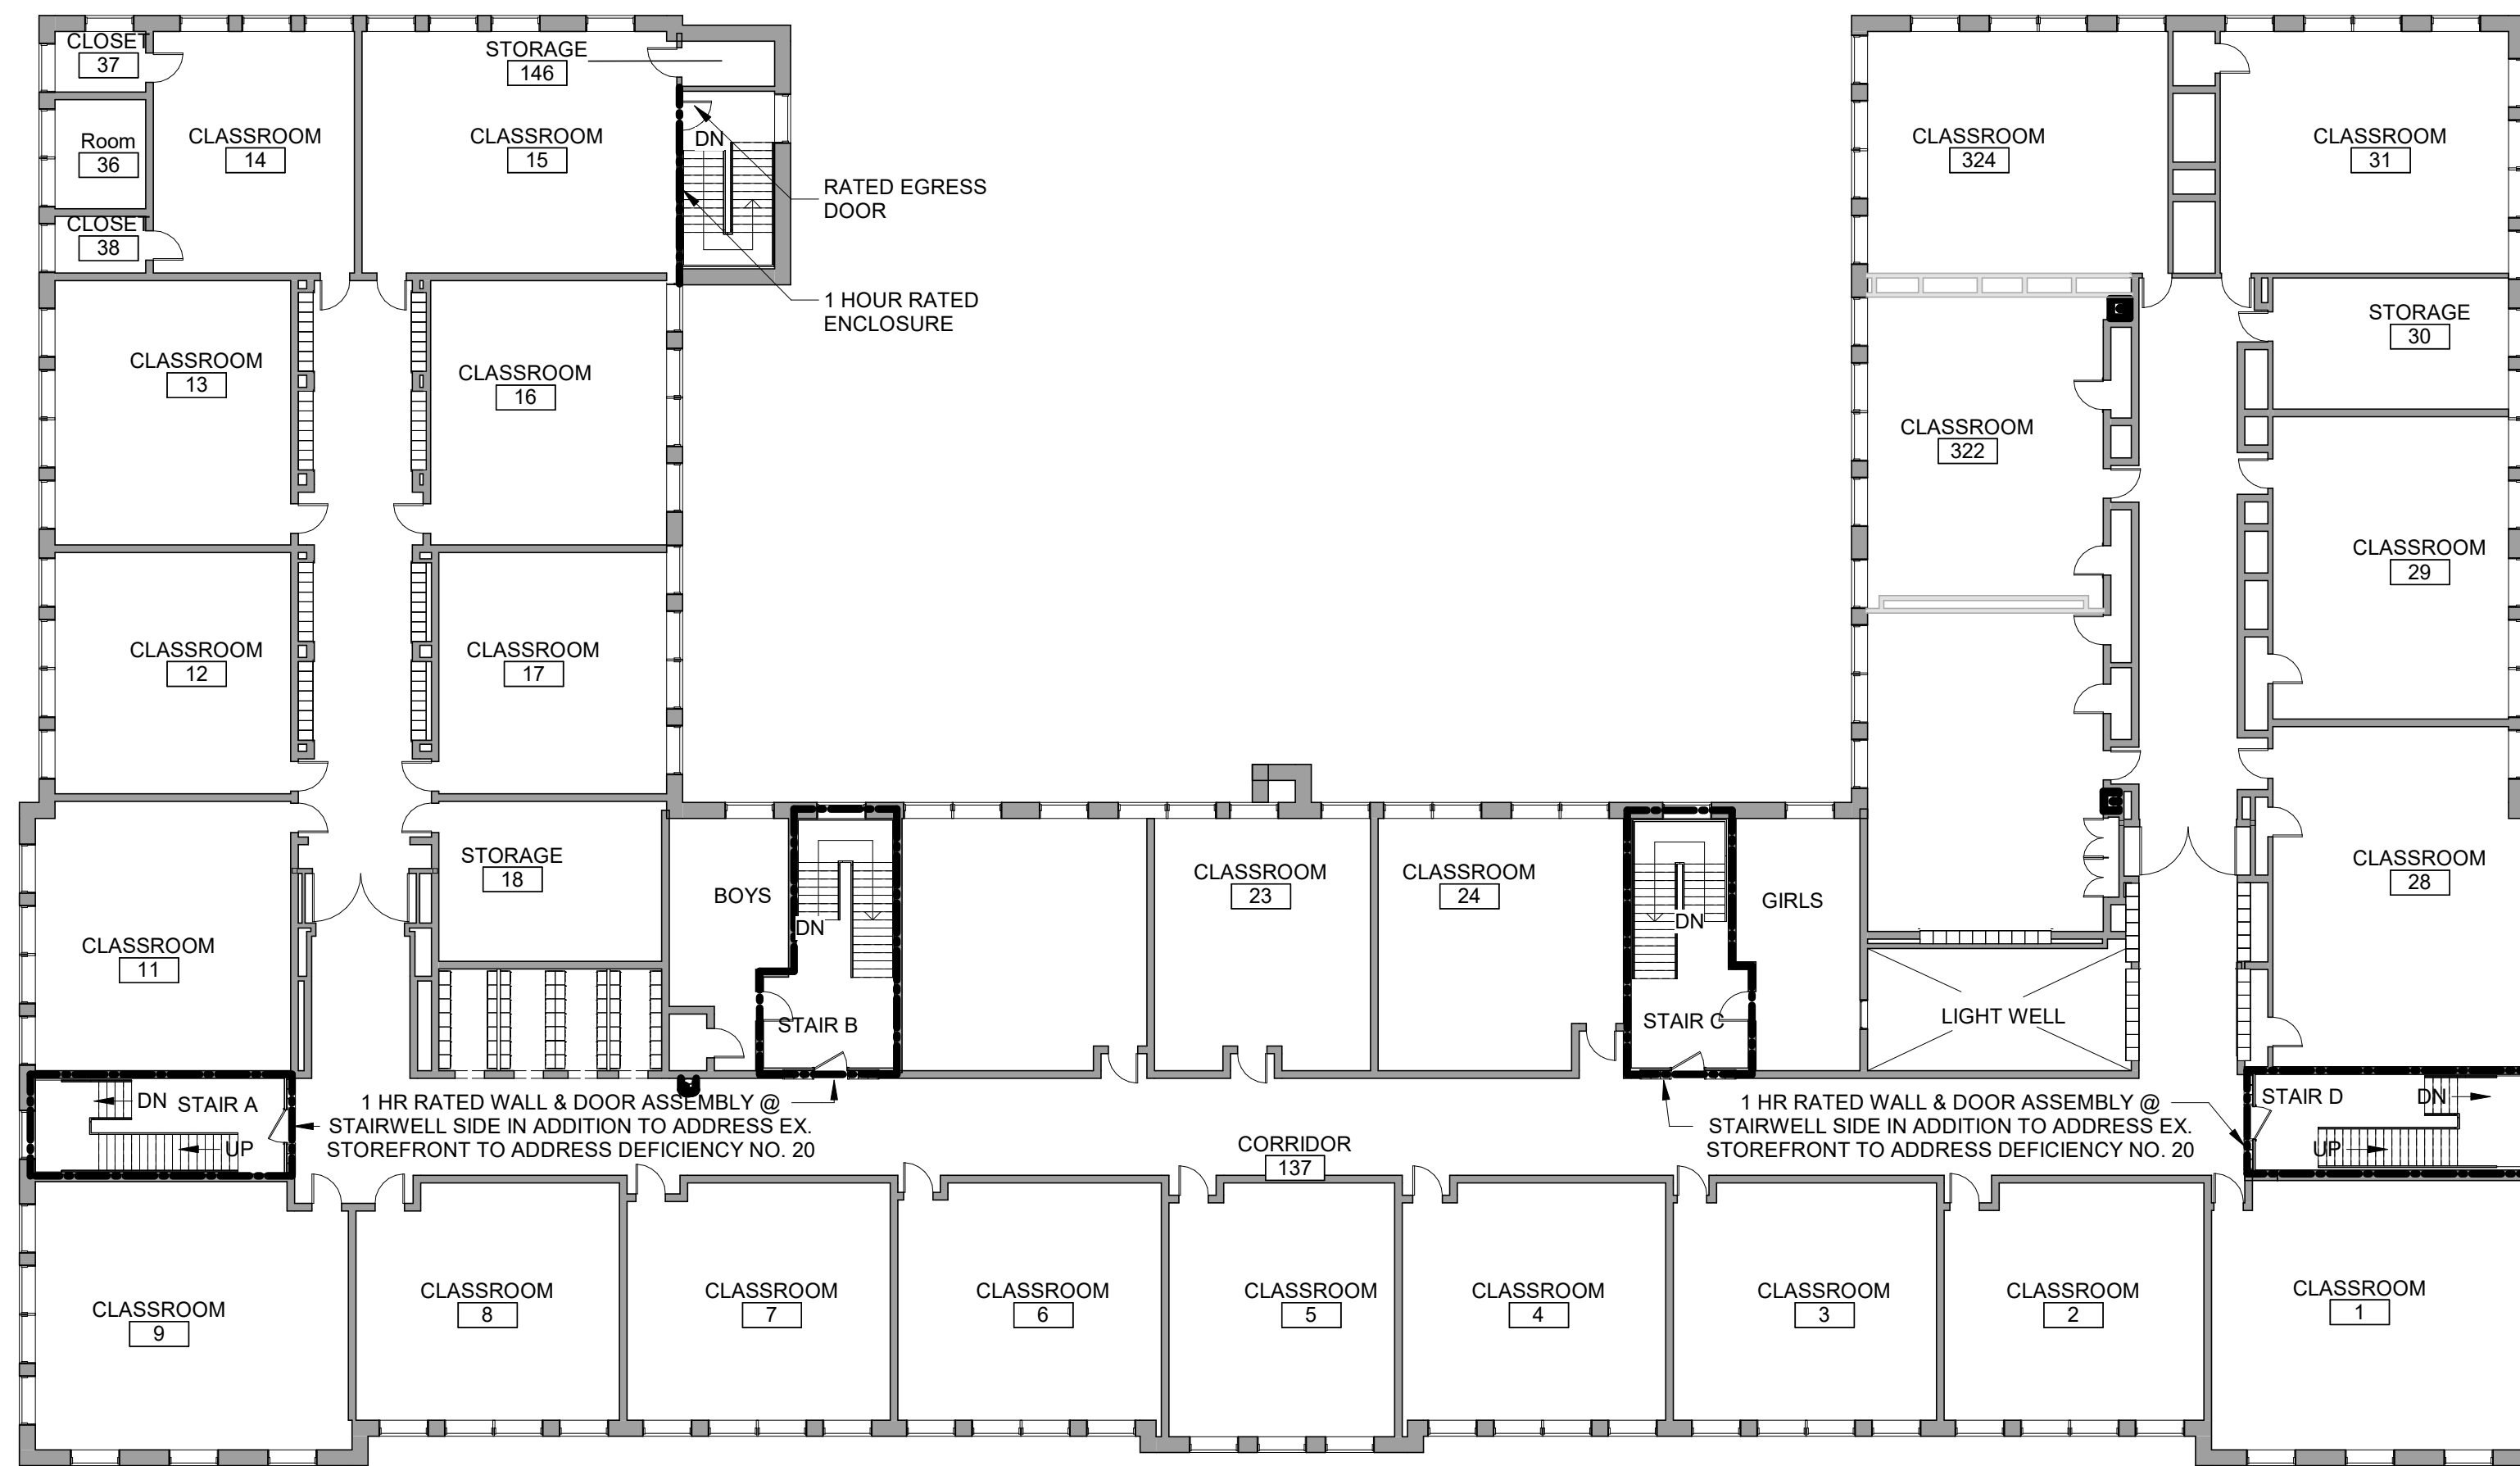 CLOSET
37
STORAGE
146
Room
36
CLASSROOM
14
CLASSROOM
15
DN
CLOSET
38
RATED EGRESS
DOOR
1 HOUR RATED
ENCLOSURE
CLASSROOM
324
CLASSROOM
31
CLASSROOM
13
CLASSROOM
16
STORAGE
30
CLASSROOM
322
CLASSROOM
29
CLASSROOM
12
CLASSROOM
17
STORAGE
18
BOYS
DN
STAIR B
CLASSROOM
23
CLASSROOM
24
DN
STAIR C
GIRLS
CLASSROOM
28
CLASSROOM
11
LIGHT WELL
DN
STAIR A
UP
1 HR RATED WALL & DOOR ASSEMBLY @
STAIRWELL SIDE IN ADDITION TO ADDRESS EX.
STOREFRONT TO ADDRESS DEFICIENCY NO. 20
CORRIDOR
137
1 HR RATED WALL & DOOR ASSEMBLY @
STAIRWELL SIDE IN ADDITION TO ADDRESS EX.
STOREFRONT TO ADDRESS DEFICIENCY NO. 20
STAIR D
DN
UP
CLASSROOM
9
CLASSROOM
8
CLASSROOM
7
CLASSROOM
6
CLASSROOM
5
CLASSROOM
4
CLASSROOM
3
CLASSROOM
2
CLASSROOM
1